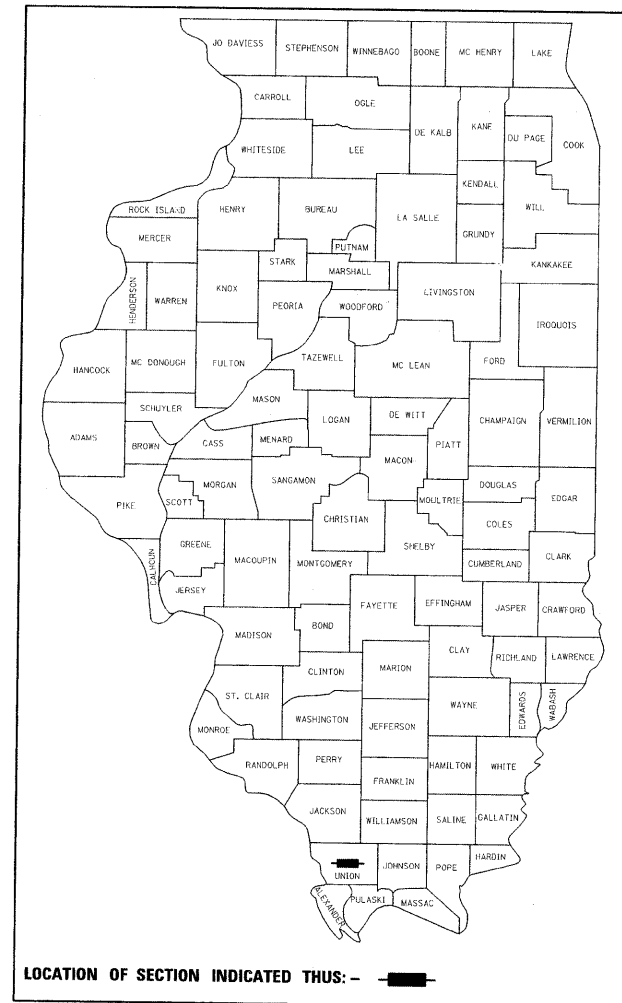 JO DAVIESS STEPHENSON WINNEBAGO BOONE MC HENRY LAKE
CARROLL OGLE DE KALB KANE DU PAGE COOK
WHITESIDE LEE KENDALL WILL
ROCK ISLAND HENRY BUREAU LA SALLE GRUNDY
MERCER PUTNAM KANKAKEE
STARK MARSHALL
HENDERSON WARREN KNOX PEORIA WOODFORD LIVINGSTON IROQUOIS
HANCOCK MC DONOUGH FULTON TAZEWELL MC LEAN FORD
SCHUYLER MASON LOGAN DE WITT CHAMPAIGN VERMILION
ADAMS BROWN CASS MENARD MACON PIATT
PIKE SCOTT MORGAN SANGAMON MOULTRIE DOUGLAS EDGAR
CHRISTIAN COLES
CALHOUN GREENE MACOUPIN MONTGOMERY SHELBY CUMBERLAND CLARK
JERSEY FAYETTE EFFINGHAM JASPER CRAWFORD
MADISON BOND CLAY RICHLAND LAWRENCE
CLINTON MARION
ST. CLAIR WAYNE EDWARDS WABASH
MONROE WASHINGTON JEFFERSON
RANDOLPH PERRY HAMILTON WHITE
FRANKLIN
JACKSON WILLIAMSON SALINE GALLATIN
UNION JOHNSON POPE HARDIN
ALEXANDER PULASKI MASSAC
LOCATION OF SECTION INDICATED THUS: –